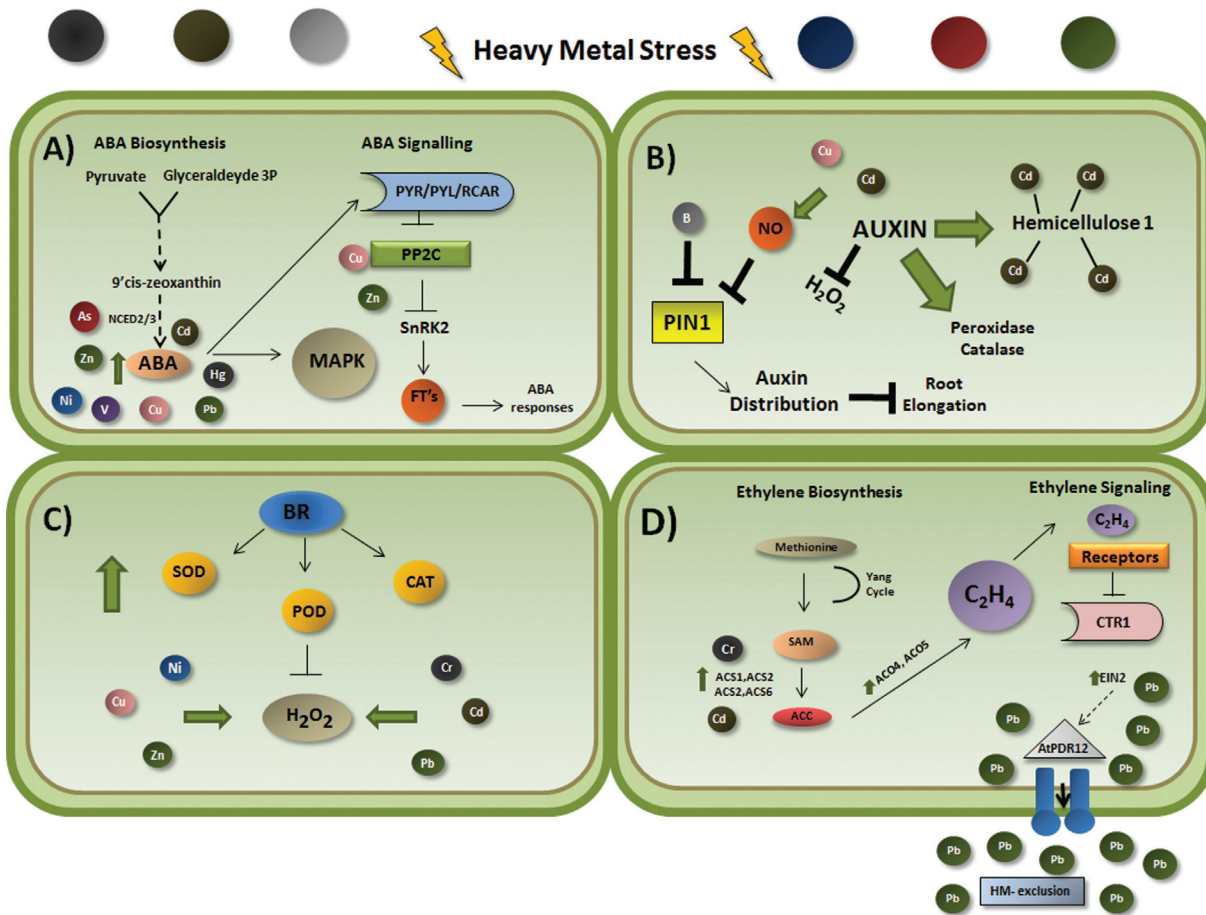 Heavy Metal Stress
A)
ABA Biosynthesis
Pyruvate
Glyceraldeyde 3P
9'cis-zeoxanthin
NCED2/3
As
Cd
Zn
ABA
Hg
Ni
V
Cu
Pb
MAPK
ABA Signalling
PYR/PYL/RCAR
Cu
PP2C
Zn
SnRK2
FT's
ABA
responses
B)
Cu
Cd
B
NO
AUXIN
H2O2
PIN1
Hemicellulose 1
Cd
Cd
Cd
Cd
Peroxidase
Catalase
Auxin
Distribution
Root
Elongation
C)
BR
SOD
POD
CAT
Ni
Cu
Zn
H2O2
Cr
Cd
Pb
D)
Ethylene Biosynthesis
Methionine
Yang
Cycle
SAM
Cr
ACS1,ACS2
ACS2,ACS6
Cd
ACC
ACO4, ACO5
C2H4
Ethylene Signaling
C2H4
Receptors
CTR1
EIN2
Pb
Pb
Pb
AtPDR12
Pb
Pb
Pb
Pb
Pb
Pb
Pb
Pb
HM- exclusion
Pb